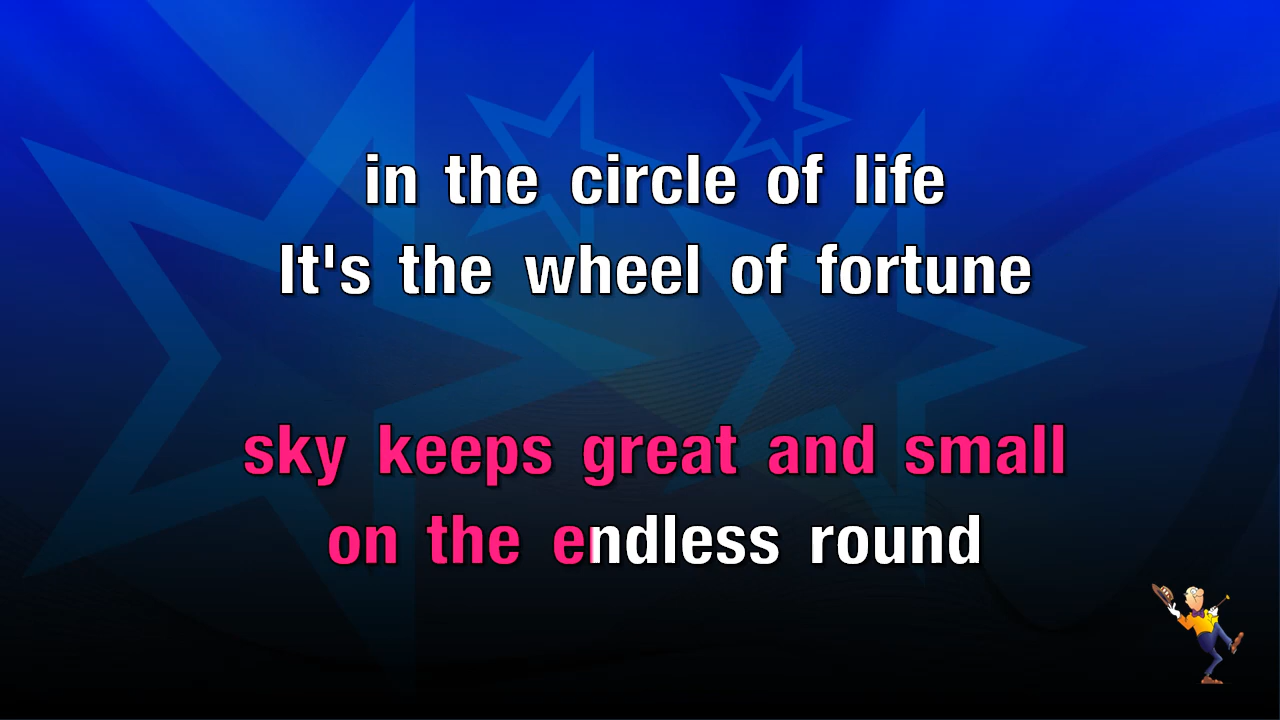 in the circle of life
It's the wheel of fortune
sky keeps great and small
on the endless round